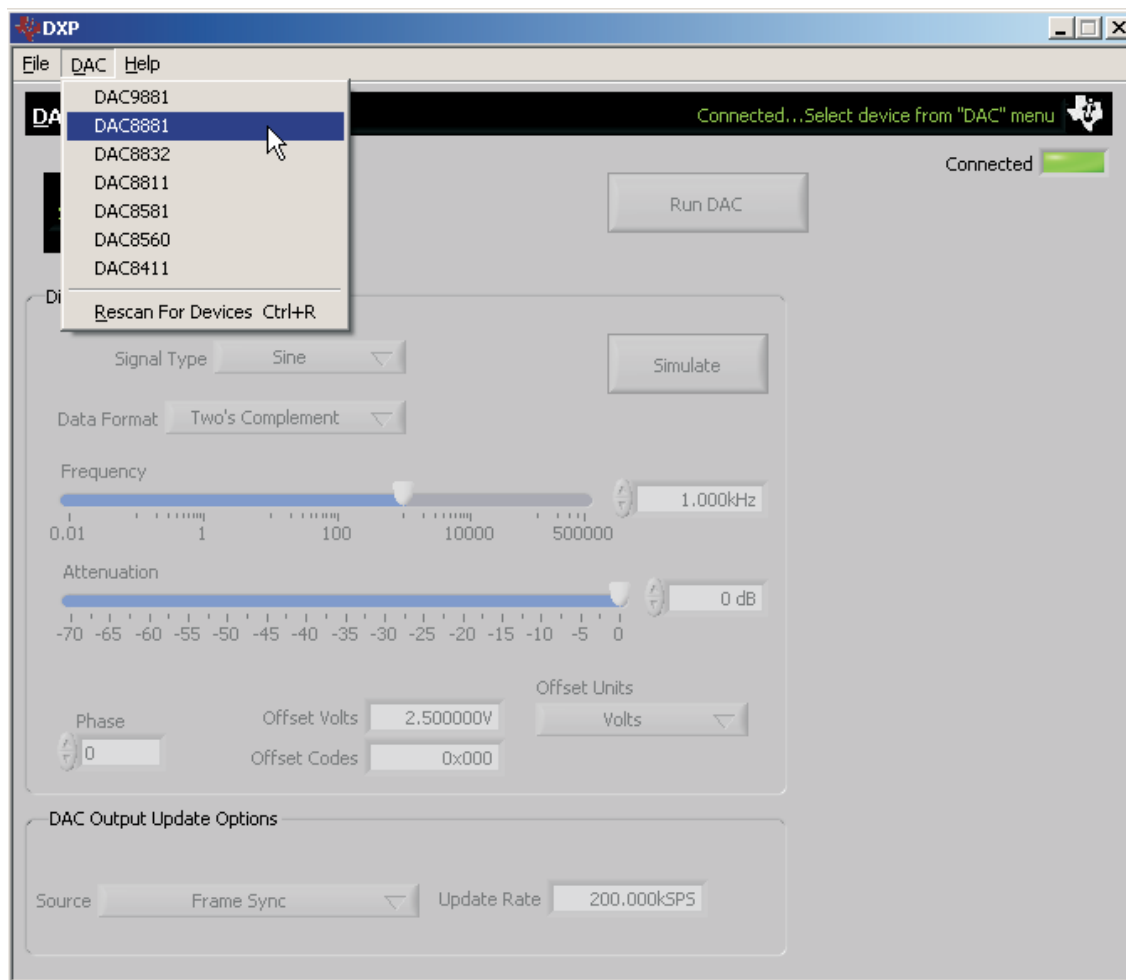 DXP
File DAC Help
DAC9881
DA
Connected...Select device from "DAC" menu
DAC8881
DAC8832
Connected
DAC8811
DAC8581
Run DAC
DAC8560
DAC8411
Di
Rescan For Devices Ctrl+R
Signal Type Sine
Simulate
Data Format Two's Complement
Frequency
1.000kHz
0.01 1 100 10000 500000
Attenuation
0 dB
-70 -65 -60 -55 -50 -45 -40 -35 -30 -25 -20 -15 -10 -5 0
Offset Units
Phase Offset Volts 2.500000V Volts
0 Offset Codes 0x000
DAC Output Update Options
Source Frame Sync Update Rate 200.000kSPS